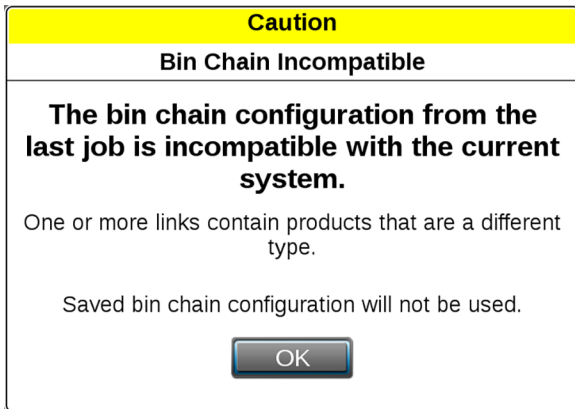 Caution
Bin Chain Incompatible
The bin chain configuration from the
last job is incompatible with the current
system.
One or more links contain products that are a different
type.
Saved bin chain configuration will not be used.
OK